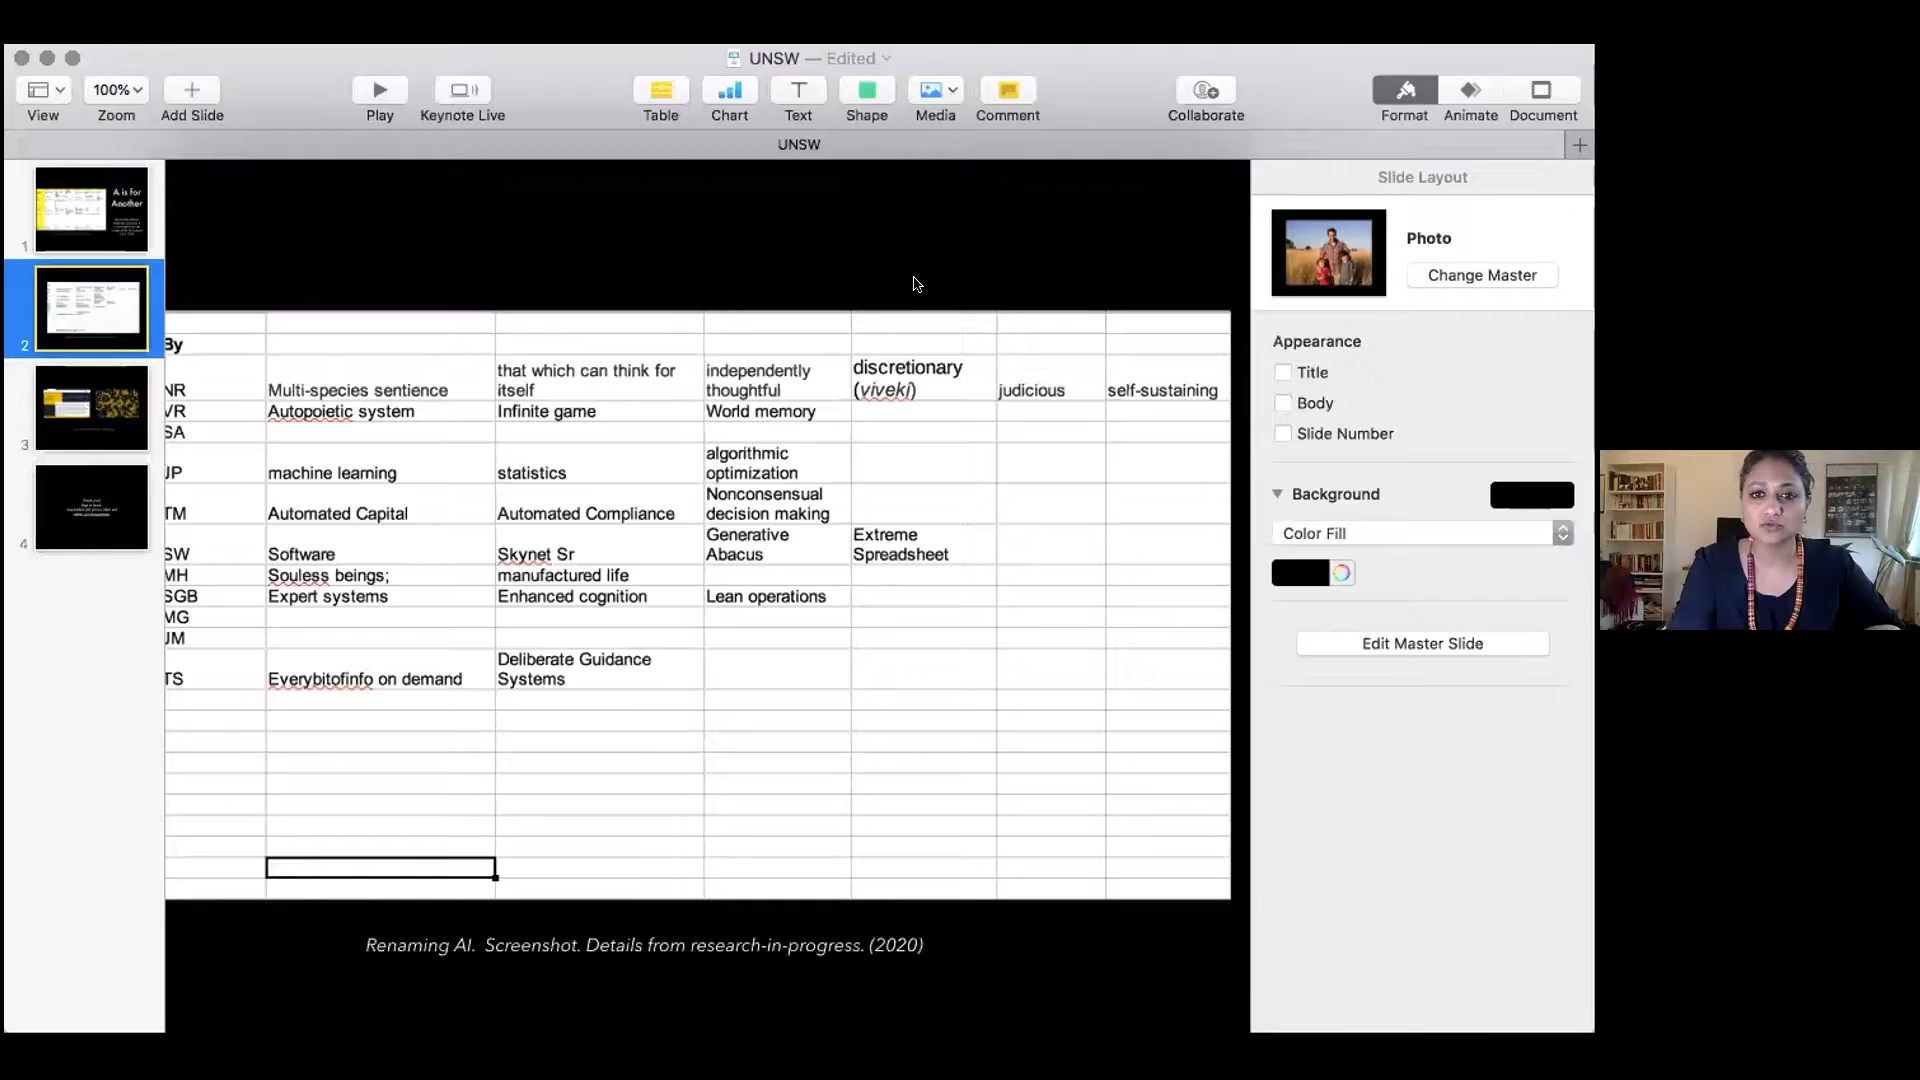 UNSW — Edited
100%
View
Zoom
Add Slide
Play
Keynote Live
Table
Chart
Text
Shape
Media
Comment
Collaborate
Format
Animate
Document
UNSW
A is for
Another
1
2
3
4
By
that which can think for
independently
discretionary
NR Multi-species sentience itself thoughtful (viveki) judicious self-sustaining
VR Autopoietic system Infinite game World memory
SA
algorithmic
JP machine learning statistics optimization
Nonconsensual
TM Automated Capital Automated Compliance decision making
Generative Extreme
SW Software Skynet Sr Abacus Spreadsheet
MH Souless beings; manufactured life
SGB Expert systems Enhanced cognition Lean operations
MG
JM
Deliberate Guidance
TS Everybitofinfo on demand Systems
Renaming AI. Screenshot. Details from research-in-progress. (2020)
Slide Layout
Photo
Change Master
Appearance
Title
Body
Slide Number
Background
Color Fill
Edit Master Slide